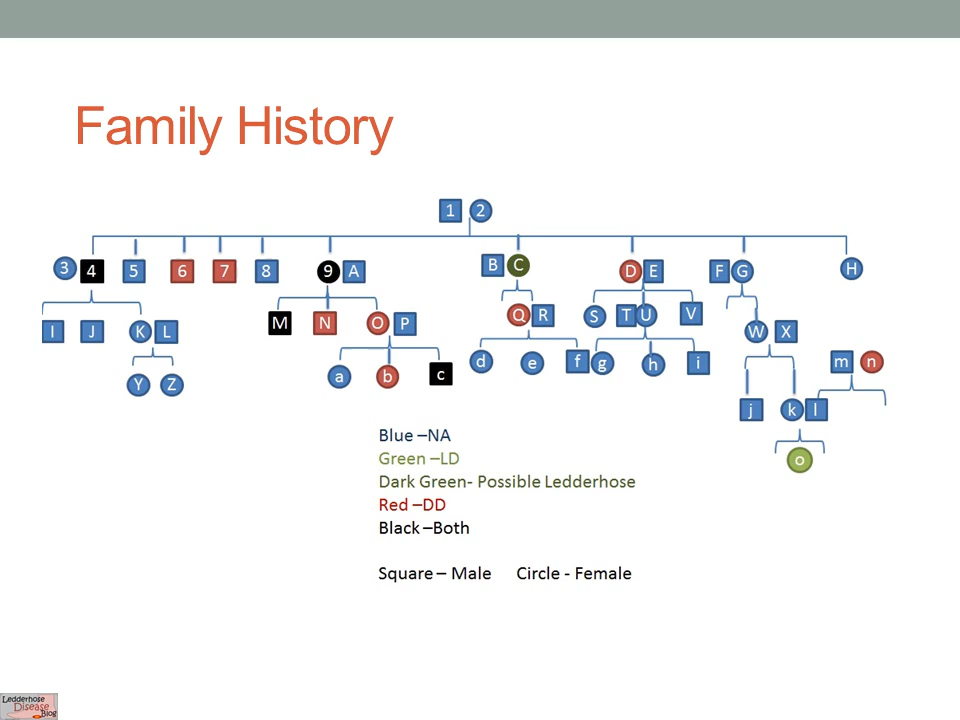 Family History
1 2
3 4 5 6 7 8 9 A B C D E F G H
I J K L M N O P Q R S T U V W X
Y Z a b c d e f g h i m n
j k l
o
Blue –NA
Green –LD
Dark Green- Possible Ledderhose
Red –DD
Black –Both
Square – Male Circle - Female
Ledderhose
Disease
Blog